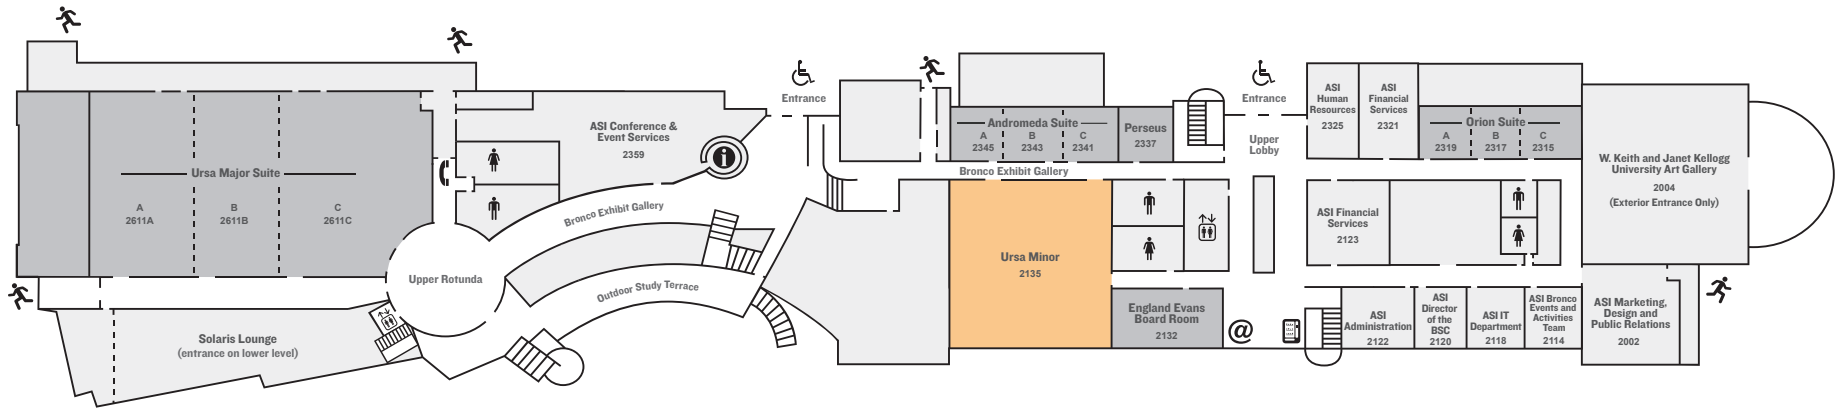 Ursa Major Suite
A
2611A
B
2611B
C
2611C
Solaris Lounge
(entrance on lower level)
Upper Rotunda
ASI Conference &
Event Services
2359
i
Bronco Exhibit Gallery
Outdoor Study Terrace
Entrance
Andromeda Suite
A
2345
B
2343
C
2341
Perseus
2337
Bronco Exhibit Gallery
Ursa Minor
2135
England Evans
Board Room
2132
@
Entrance
Upper
Lobby
ASI
Human
Resources
2325
ASI
Financial
Services
2321
Orion Suite
A
2319
B
2317
C
2315
ASI Financial
Services
2123
ASI
Administration
2122
ASI
Director
of the
BSC
2120
ASI IT
Department
2118
ASI Bronco
Events and
Activities
Team
2114
W. Keith and Janet Kellogg
University Art Gallery
2004
(Exterior Entrance Only)
ASI Marketing,
Design and
Public Relations
2002